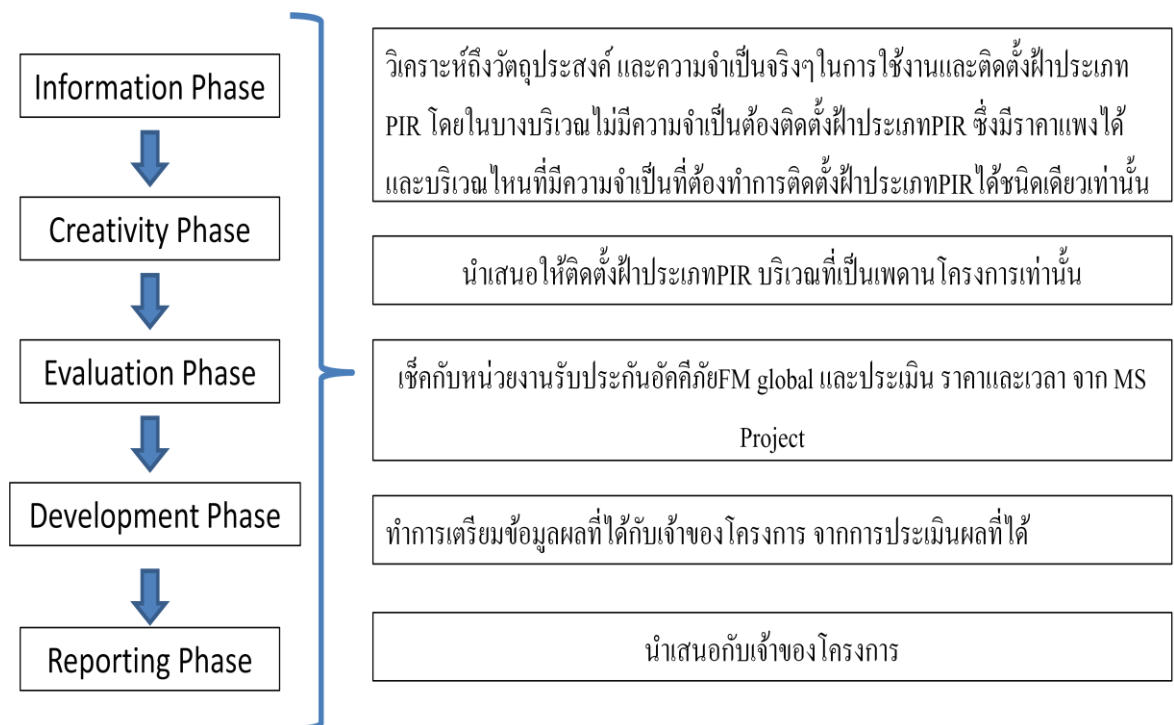 Information Phase
Creativity Phase
Evaluation Phase
Development Phase
Reporting Phase
วิเคราะห์ถึงวัตถุประสงค์ และความจำเป็นจริงๆในการใช้งานและติดตั้งฝ้าประเภท
PIR โดยในบางบริเวณไม่มีความจำเป็นต้องติดตั้งฝ้าประเภทPIR ซึ่งมีราคาแพงได้
และบริเวณไหนที่มีความจำเป็นที่ต้องทำการติดตั้งฝ้าประเภทPIRได้ชนิดเดียวเท่านั้น
นำเสนอให้ติดตั้งฝ้าประเภทPIR บริเวณที่เป็นเพดานโครงการเท่านั้น
เช็คกับหน่วยงานรับประกันอัคคีภัยFM global และประเมิน ราคาและเวลา จาก MS
Project
ทำการเตรียมข้อมูลผลที่ได้กับเจ้าของโครงการ จากการประเมินผลที่ได้
นำเสนอกับเจ้าของโครงการ